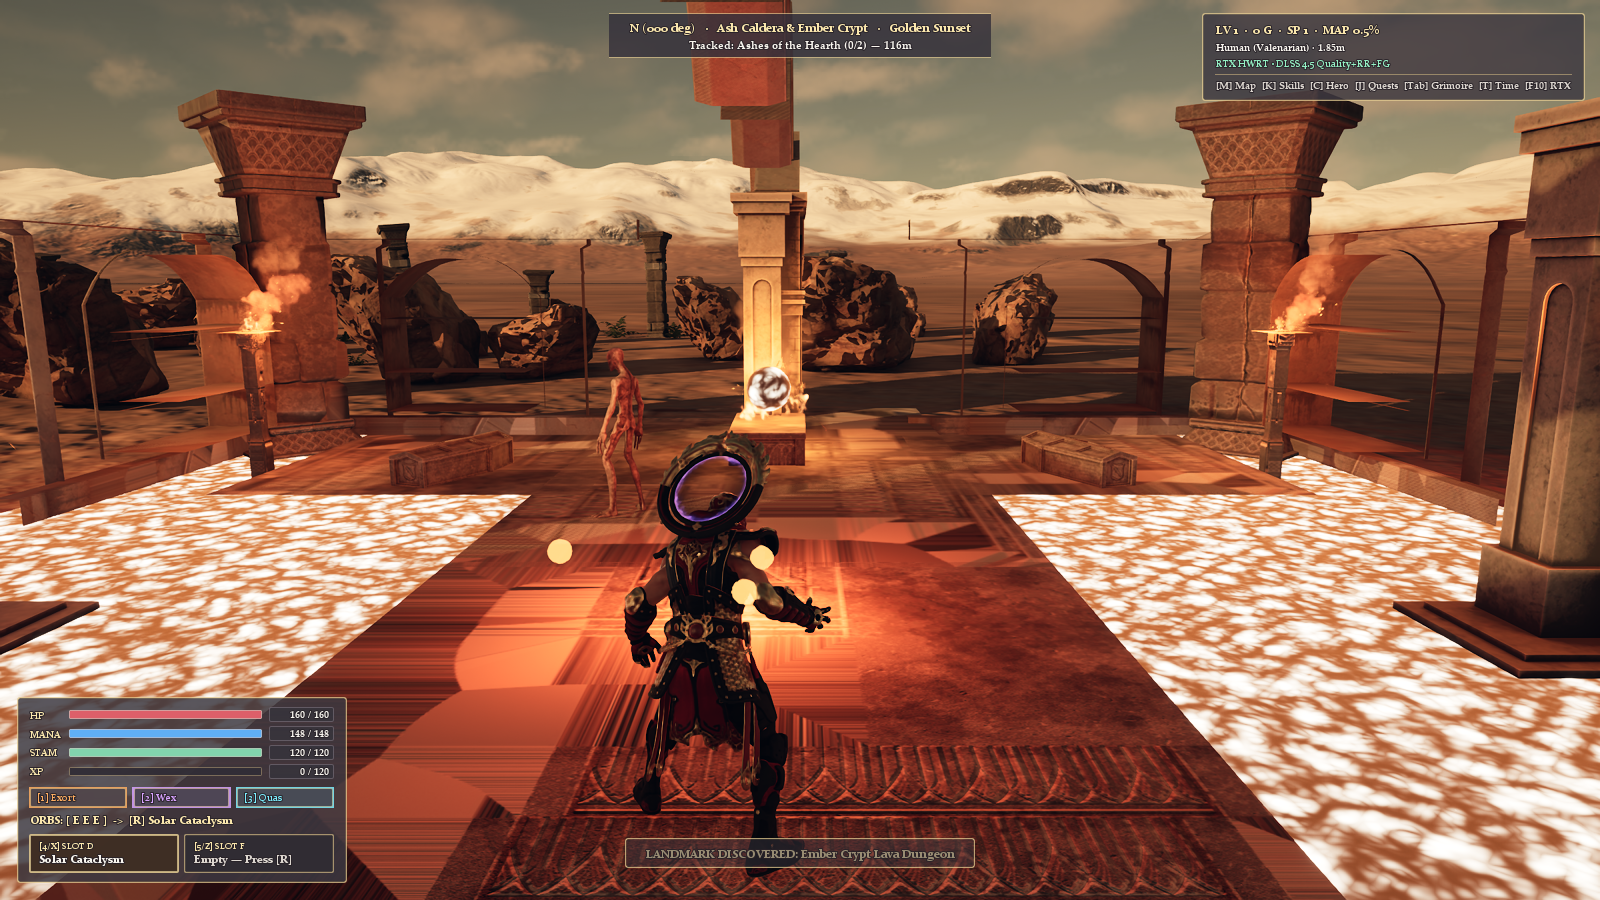 N (000 deg) · Ash Caldera & Ember Crypt · Golden Sunset
Tracked: Ashes of the Hearth (0/2) — 116m
LV 1 · 0 G · SP 1 · MAP 0.5%
Human (Valenarian) · 1.85m
RTX HWRT · DLSS 4.5 Quality+RR+FG
[M] Map [K] Skills [C] Hero [J] Quests [Tab] Grimoire [T] Time [F10] RTX
HP 160 / 160
MANA 148 / 148
STAM 120 / 120
XP 0 / 120
[1] Exort [2] Wex [3] Quas
ORBS: [ E E E ] -> [R] Solar Cataclysm
[4/X] SLOT D [5/Z] SLOT F
Solar Cataclysm Empty — Press [R]
LANDMARK DISCOVERED: Ember Crypt Lava Dungeon